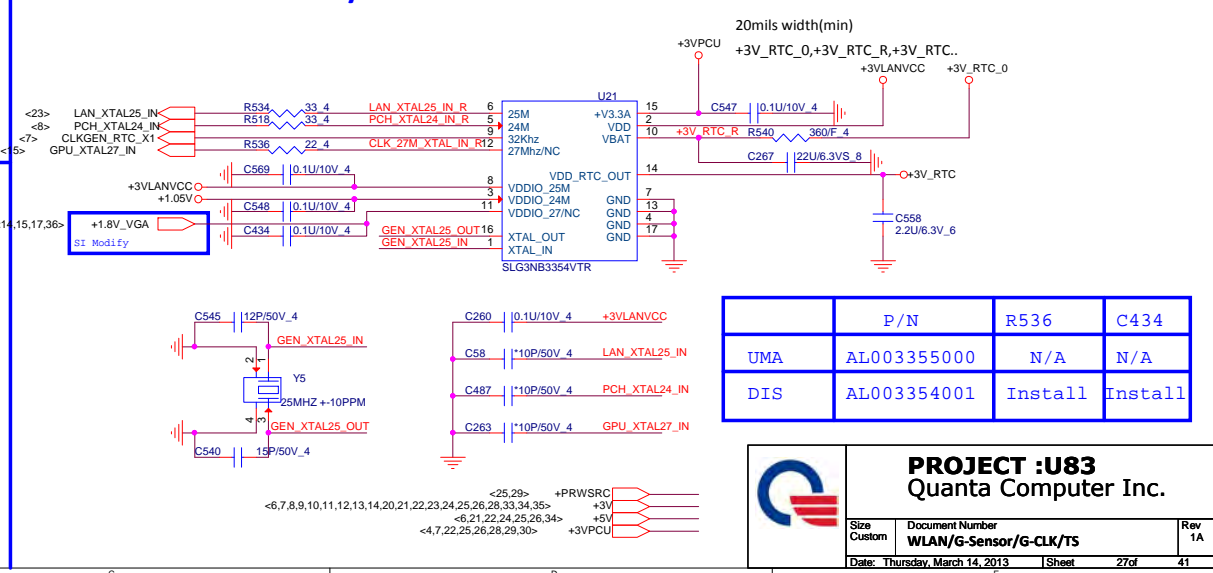 20mils width(min)
+3VPCU
+3V_RTC_0,+3V_RTC_R,+3V_RTC..
+3VLANVCC
+3V_RTC_0
U21
<23>
LAN_XTAL25_IN
R534
33_4
LAN_XTAL25_IN_R
6
25M
+V3.3A
15
C547
0.1U/10V_4
<8>
PCH_XTAL24_IN
R518
33_4
PCH_XTAL24_IN_R
5
24M
VDD
2
<7>
CLKGEN_RTC_X1
9
32Khz
VBAT
10
+3V_RTC_R
R540
360/F_4
<15>
GPU_XTAL27_IN
R536
22_4
CLK_27M_XTAL_IN_R
12
27Mhz/NC
C267
22U/6.3VS_8
C569
0.1U/10V_4
VDD_RTC_OUT
14
+3V_RTC
+3VLANVCC
8
VDDIO_25M
+1.05V
3
VDDIO_24M
GND
7
C548
0.1U/10V_4
11
VDDIO_27/NC
GND
13
14,15,17,36>
+1.8V_VGA
SI Modify
C434
0.1U/10V_4
GND
4
GEN_XTAL25_OUT
16
XTAL_OUT
GND
17
GEN_XTAL25_IN
1
XTAL_IN
C558
2.2U/6.3V_6
SLG3NB3354VTR
C545
12P/50V_4
GEN_XTAL25_IN
2
1
Y5
25MHZ +-10PPM
4
3
GEN_XTAL25_OUT
C540
15P/50V_4
C260
0.1U/10V_4
+3VLANVCC
C58
*10P/50V_4
LAN_XTAL25_IN
C487
*10P/50V_4
PCH_XTAL24_IN
C263
*10P/50V_4
GPU_XTAL27_IN
P/N
R536
C434
UMA
AL003355000
N/A
N/A
DIS
AL003354001
Install
Install
<25,29>
+PRWSRC
<6,7,8,9,10,11,12,13,14,20,21,22,23,24,25,26,28,33,34,35>
+3V
<6,21,22,24,25,26,34>
+5V
<4,7,22,25,26,28,29,30>
+3VPCU
PROJECT :U83
Quanta Computer Inc.
Size
Custom
Document Number
WLAN/G-Sensor/G-CLK/TS
Rev
1A
Date: Thursday, March 14, 2013
Sheet
27of
41